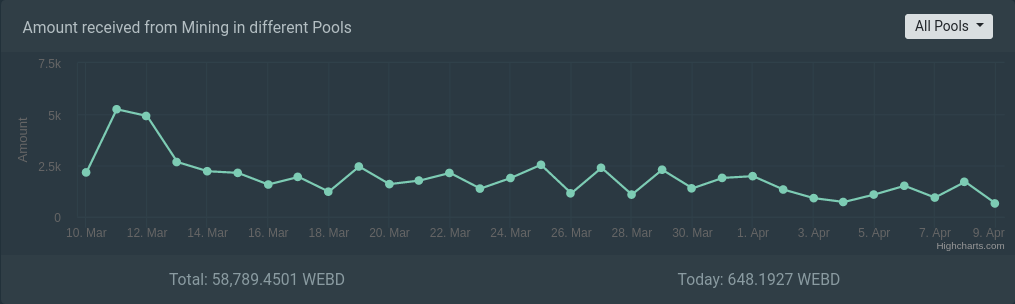 Amount received from Mining in different Pools
All Pools
7.5k
5k
2.5k
0
Amount
10. Mar 12. Mar 14. Mar 16. Mar 18. Mar 20. Mar 22. Mar 24. Mar 26. Mar 28. Mar 30. Mar 1. Apr 3. Apr 5. Apr 7. Apr 9. Apr
Highcharts.com
Total: 58,789.4501 WEBD
Today: 648.1927 WEBD